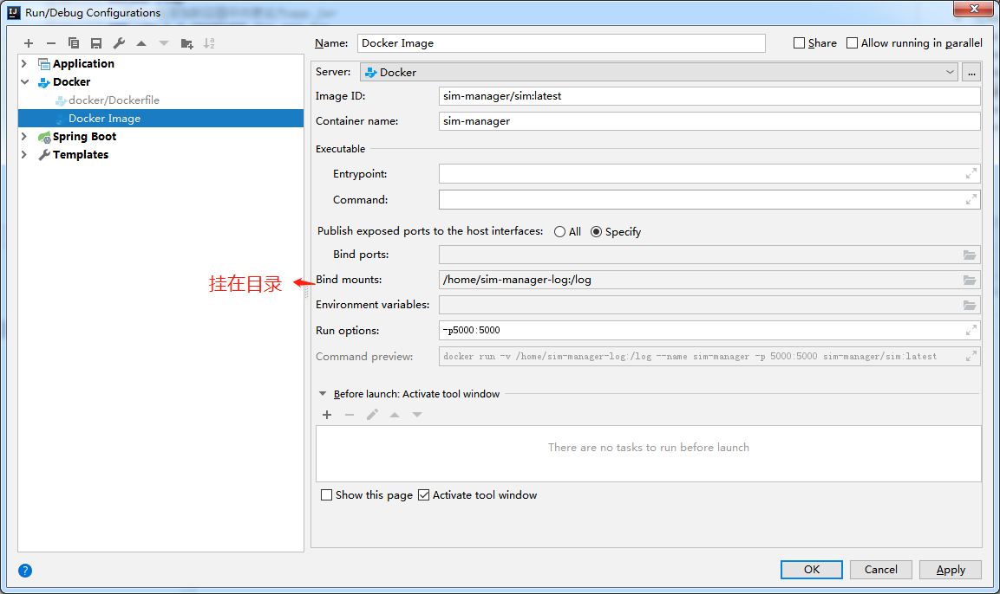 Run/Debug Configurations
Name: Docker Image
Share
Allow running in parallel
Application
Docker
docker/Dockerfile
Docker Image
Spring Boot
Templates
Server: Docker
...
Image ID: sim-manager/sim:latest
Container name: sim-manager
Executable
Entrypoint:
Command:
Publish exposed ports to the host interfaces: All Specify
Bind ports:
挂在目录
Bind mounts: /home/sim-manager-log:/log
Environment variables:
Run options: -p5000:5000
Command preview: docker run -v /home/sim-manager-log:/log --name sim-manager -p 5000:5000 sim-manager/sim:latest
Before launch: Activate tool window
There are no tasks to run before launch
Show this page Activate tool window
? OK Cancel Apply